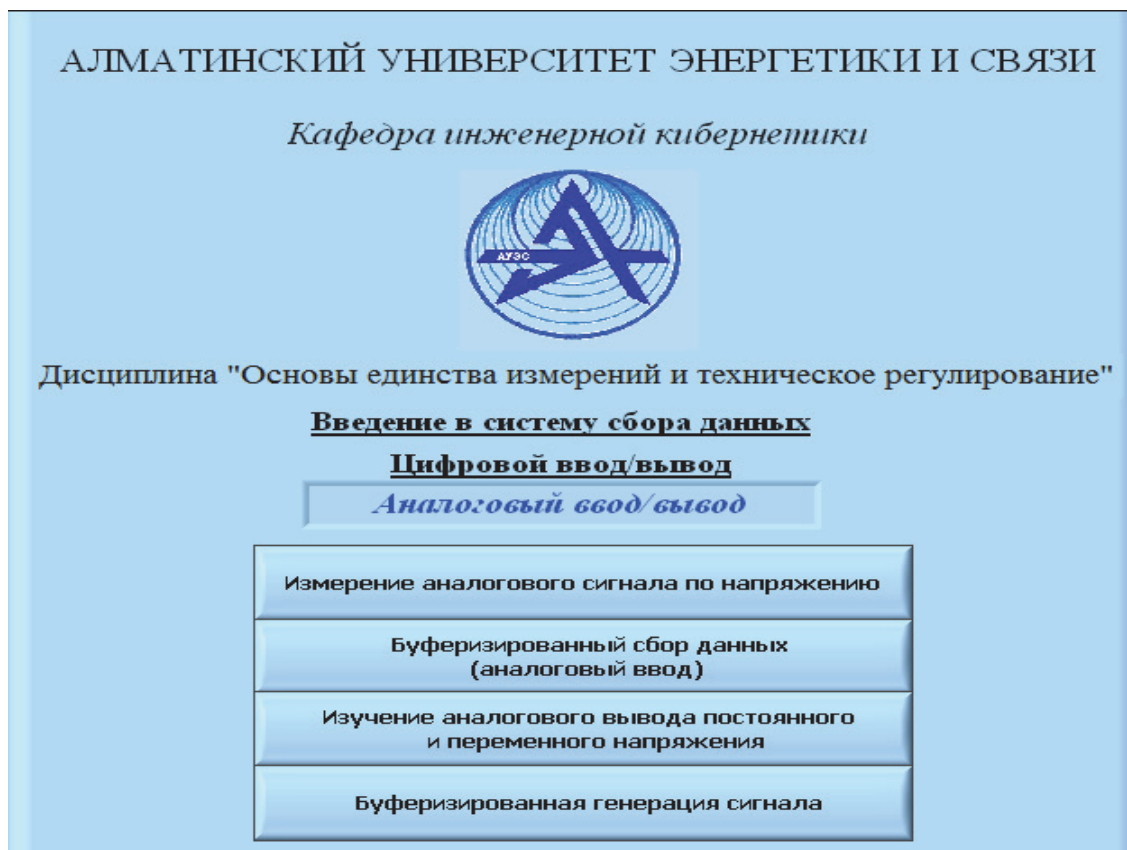 АЛМАТИНСКИЙ УНИВЕРСИТЕТ ЭНЕРГЕТИКИ И СВЯЗИ
Кафедра инженерной кибернетики
АУЭС
Дисциплина "Основы единства измерений и техническое регулирование"
Введение в систему сбора данных
Цифровой ввод/вывод
Аналоговый ввод/вывод
Измерение аналогового сигнала по напряжению
Буферизированный сбор данных
(аналоговый ввод)
Изучение аналогового вывода постоянного
и переменного напряжения
Буферизированная генерация сигнала